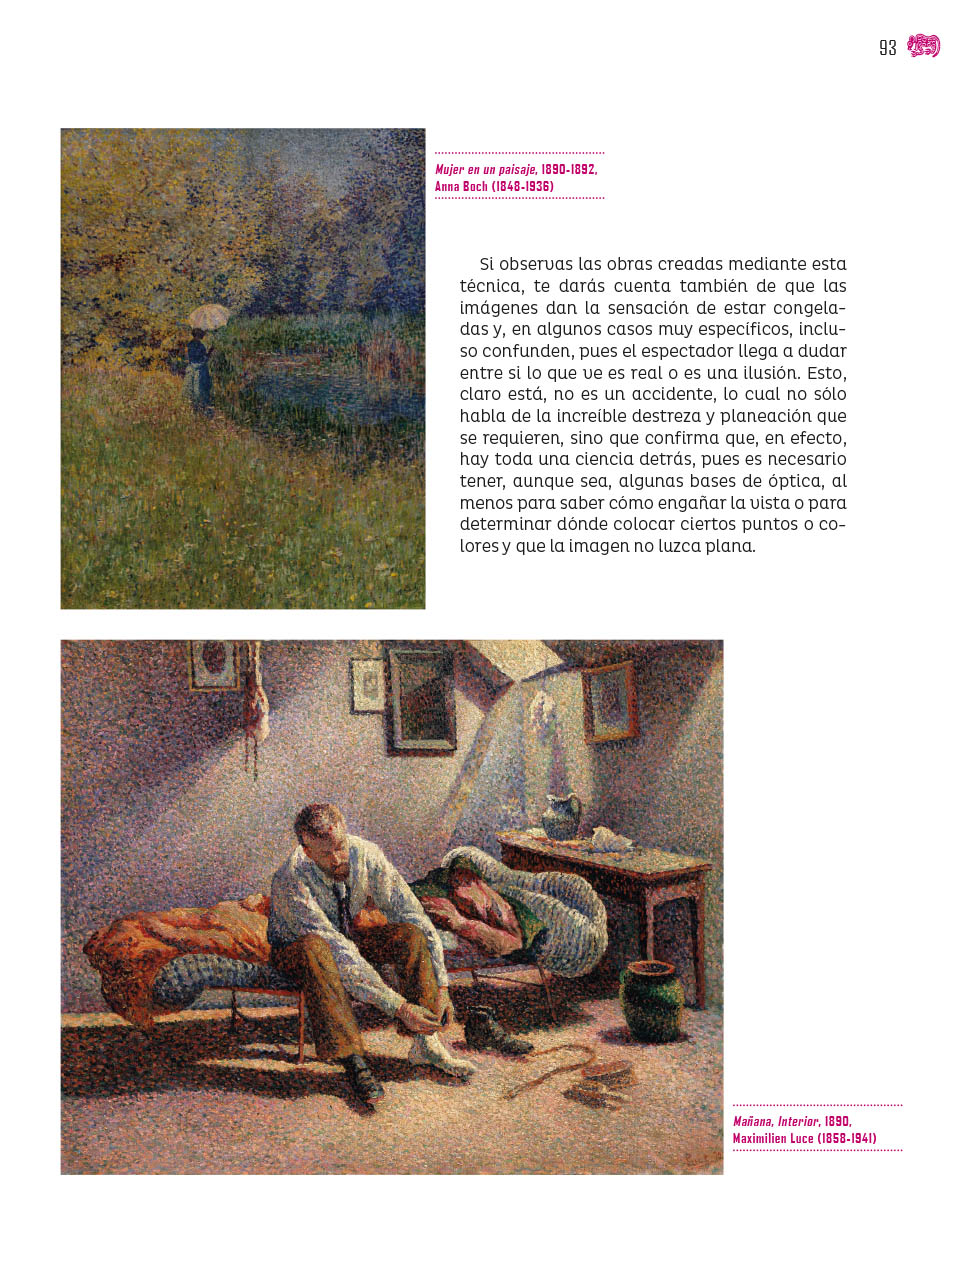 93
Mujer en un paisaje, 1890-1892,
Anna Boch (1848-1936)
Si observas las obras creadas mediante esta
técnica, te darás cuenta también de que las
imágenes dan la sensación de estar congela-
das y, en algunos casos muy específicos, inclu-
so confunden, pues el espectador llega a dudar
entre si lo que ve es real o es una ilusión. Esto,
claro está, no es un accidente, lo cual no sólo
habla de la increíble destreza y planeación que
se requieren, sino que confirma que, en efecto,
hay toda una ciencia detrás, pues es necesario
tener, aunque sea, algunas bases de óptica, al
menos para saber cómo engañar la vista o para
determinar dónde colocar ciertos puntos o co-
lores y que la imagen no luzca plana.
Mañana, Interior, 1890,
Maximilien Luce (1858-1941)